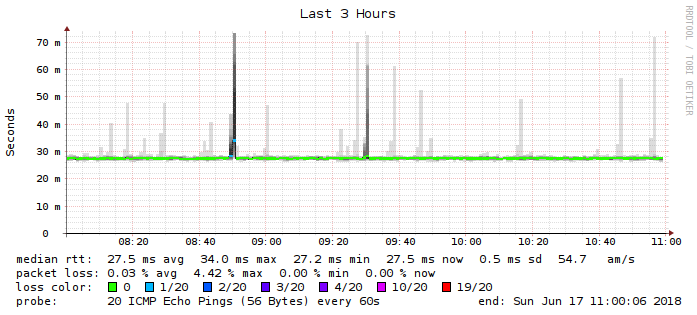 Last 3 Hours
RRDTOOL / TOBI OETIKER
Seconds
70 m
60 m
50 m
40 m
30 m
20 m
10 m
0
08:20 08:40 09:00 09:20 09:40 10:00 10:20 10:40 11:00
median rtt: 27.5 ms avg 34.0 ms max 27.2 ms min 27.5 ms now 0.5 ms sd 54.7 am/s
packet loss: 0.03 % avg 4.42 % max 0.00 % min 0.00 % now
loss color: 0 1/20 2/20 3/20 4/20 10/20 19/20
probe: 20 ICMP Echo Pings (56 Bytes) every 60s end: Sun Jun 17 11:00:06 2018